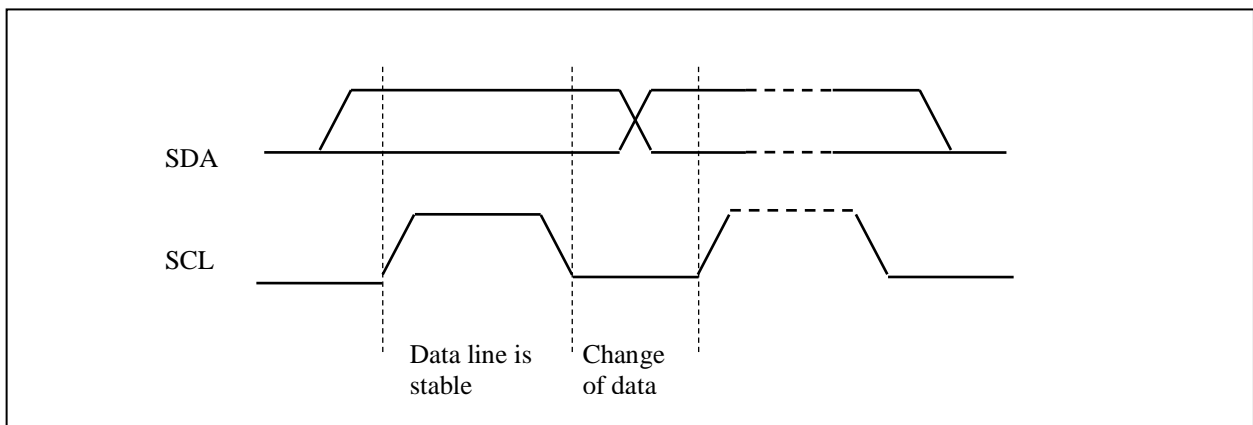 SDA
SCL
Data line is
stable
Change
of data